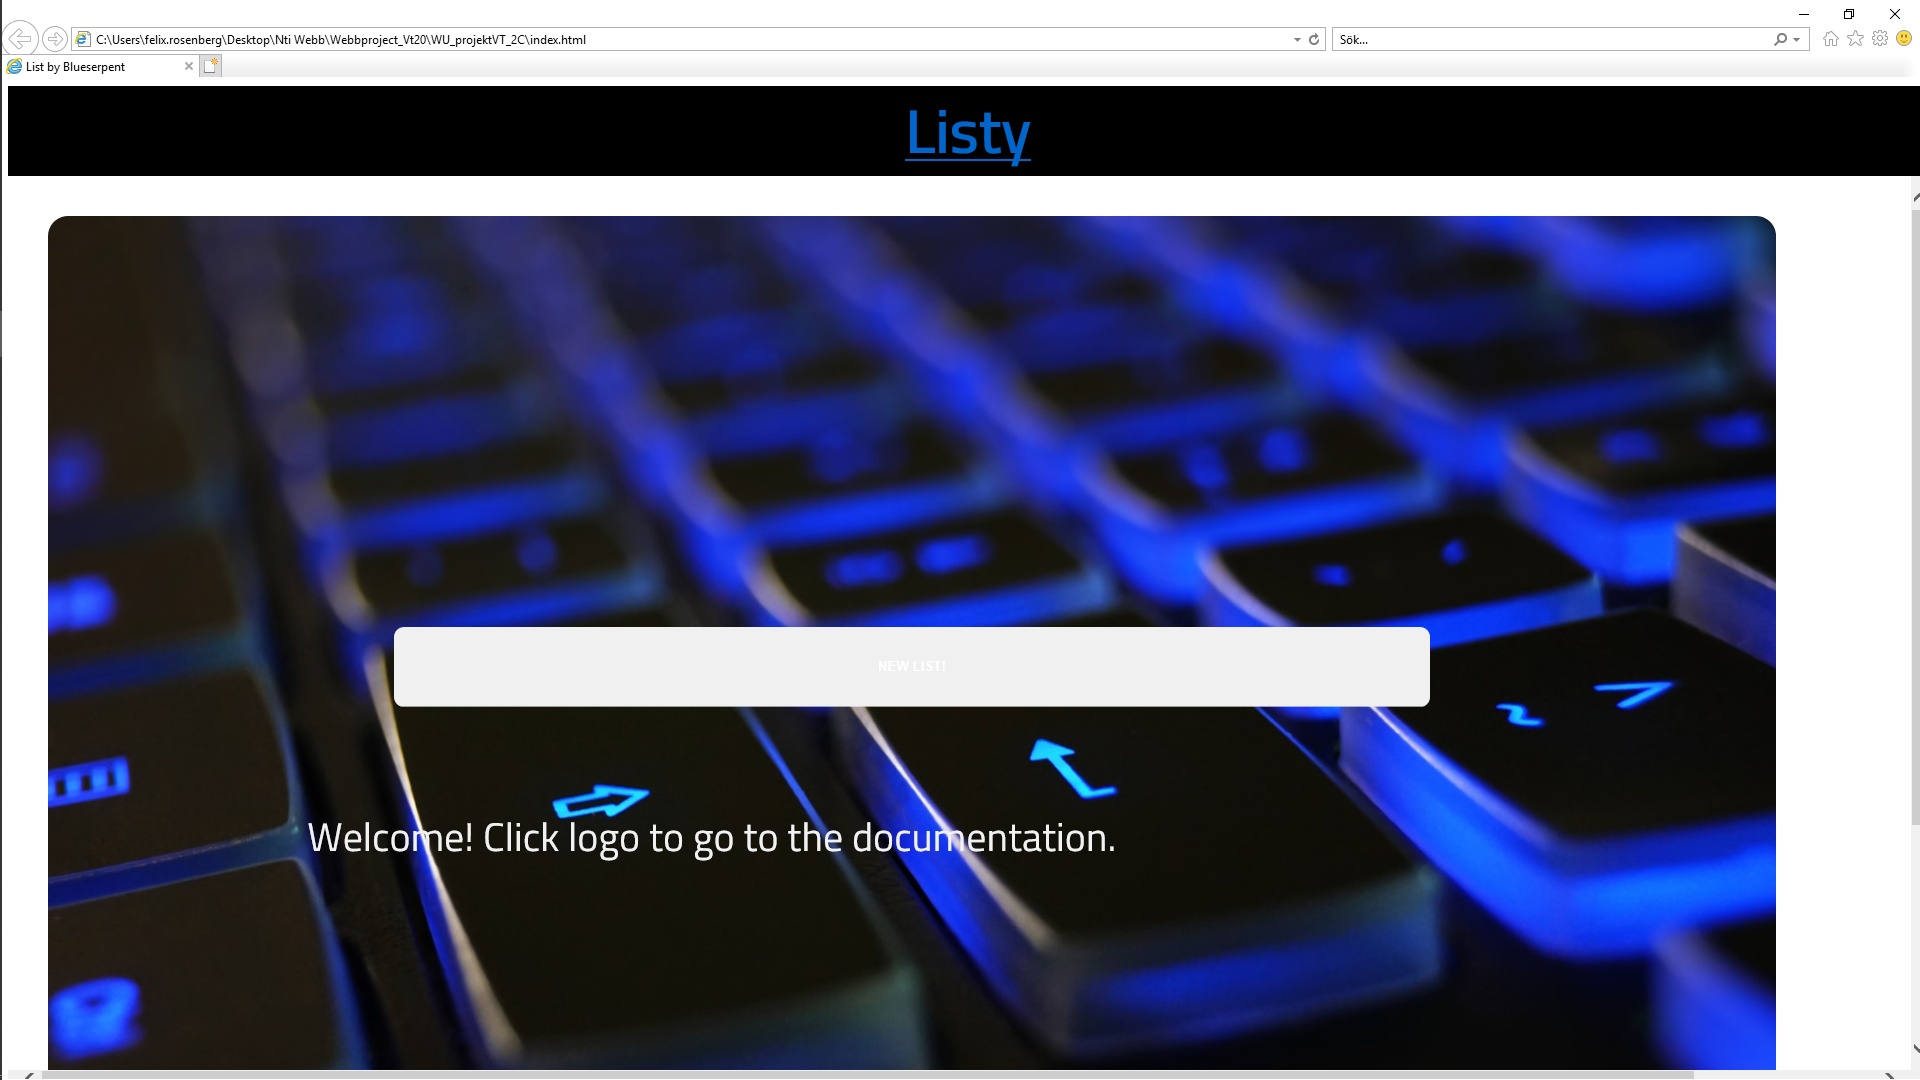 C:\Users\felix.rosenberg\Desktop\Nti Webb\Webbproject_Vt20\WU_projektVT_2C\index.html
Sök...
List by Blueserpent
Listy
NEW LIST!
Welcome! Click logo to go to the documentation.